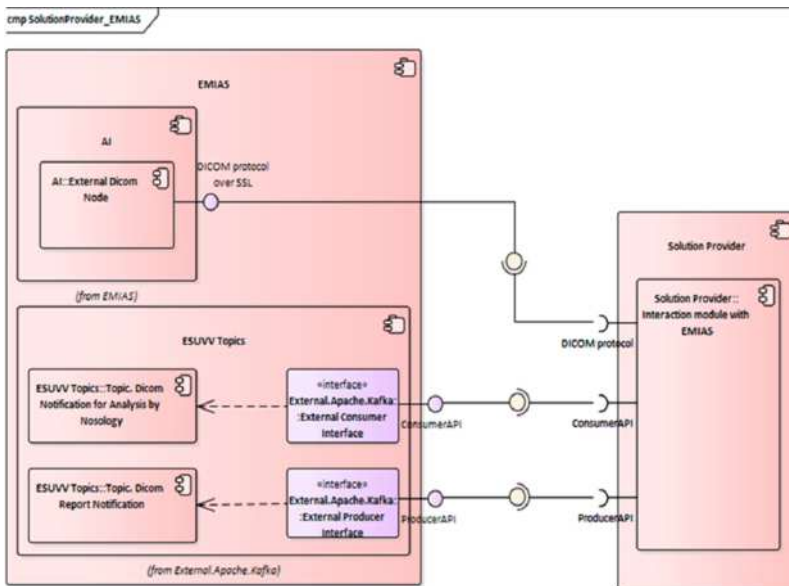 cmp SolutionProvider_EMIAS
EMIAS
AI
AI::External Dicom
Node
DICOM protocol
over SSL
(from EMIAS)
Solution Provider
Solution Provider::
Interaction module with
EMIAS
DICOM protocol
ESUVV Topics
ESUVV Topics::Topic. Dicom
Notification for Analysis by
Nosology
«interface»
External.Apache.Kafka:
:External Consumer
Interface
ConsumerAPI
ConsumerAPI
ESUVV Topics::Topic. Dicom
Report Notification
«interface»
External.Apache.Kafka:
:External Producer
Interface
ProducerAPI
ProducerAPI
(from External.Apache.Kafka)